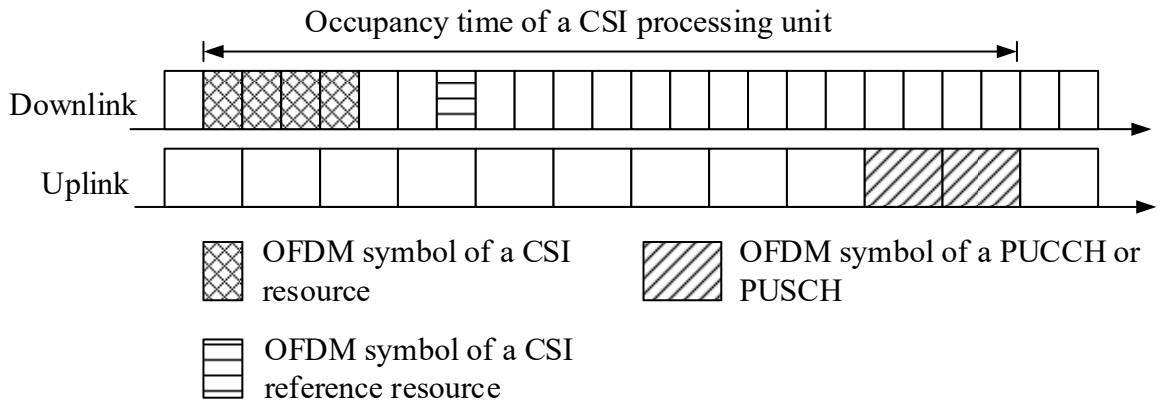 Occupancy time of a CSI processing unit
Downlink
Uplink
OFDM symbol of a CSI
resource
OFDM symbol of a PUCCH or
PUSCH
OFDM symbol of a CSI
reference resource